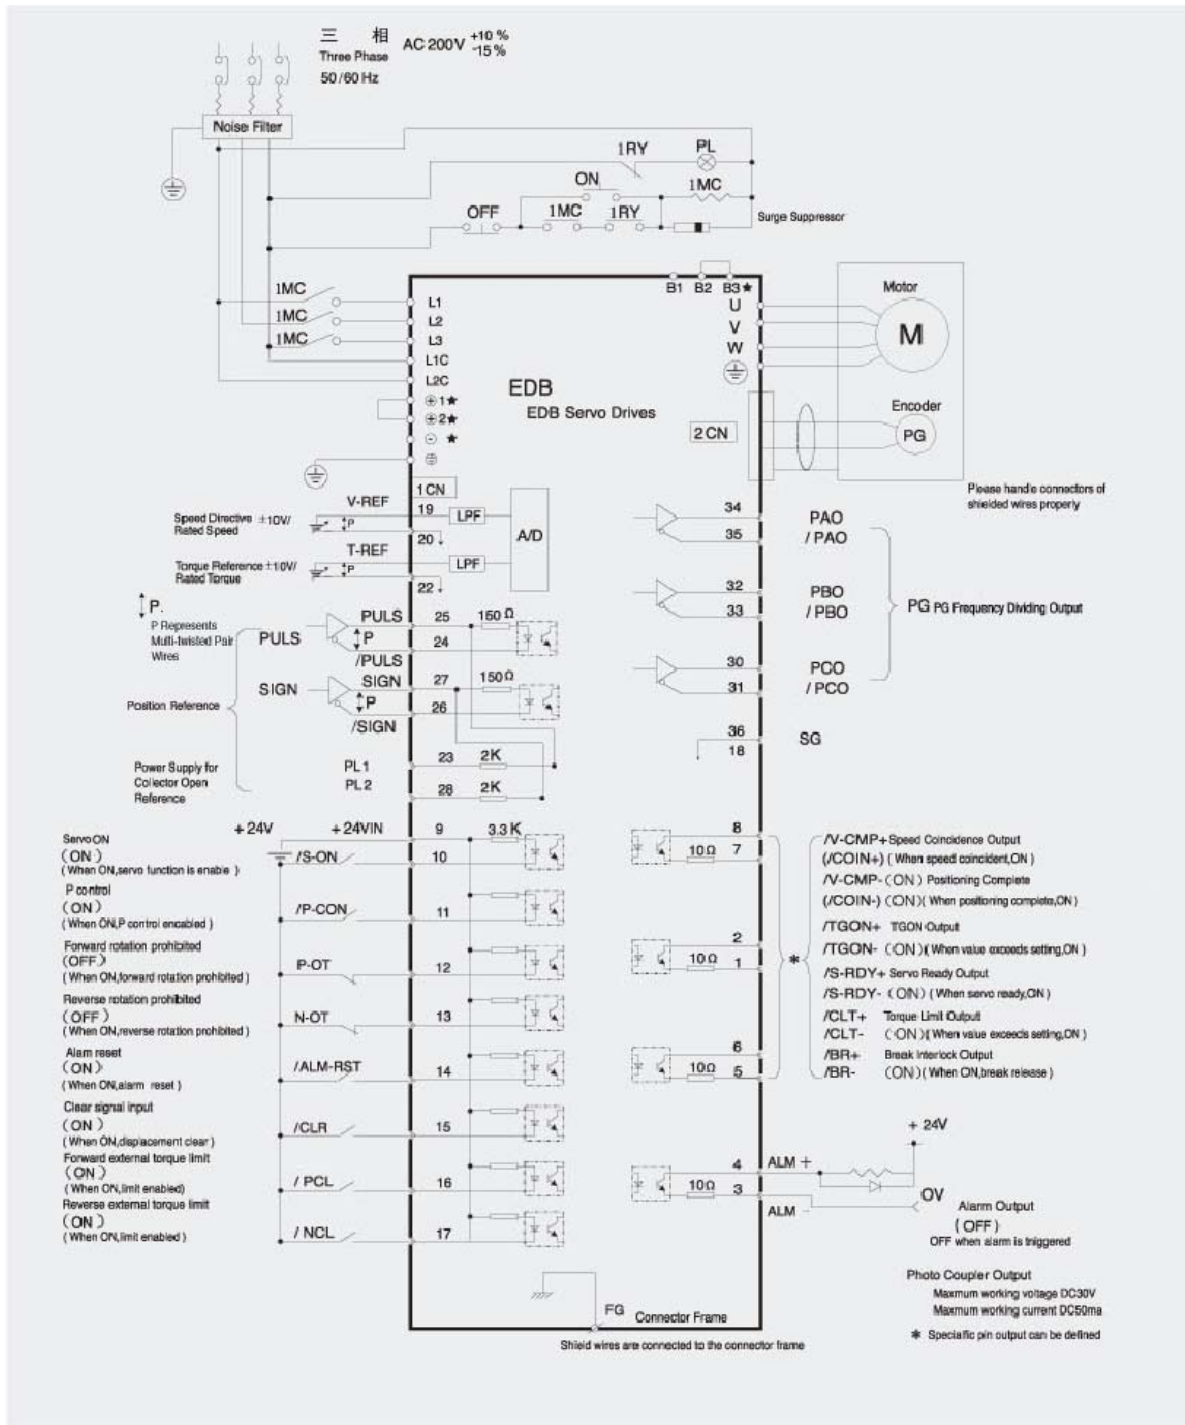 三 相 AC 200V +10 %
-15 %
Three Phase
50/60 Hz
Noise Filter
1RY PL
ON 1MC
OFF 1MC 1RY
Surge Suppressor
B1 B2 B3★
1MC L1
1MC L2
1MC L3
L1C
L2C
⊕1★
⊕2★
⊖ ★
EDB
EDB Servo Drives
U
V
W
Motor
M
Encoder
PG
2 CN
Please handle connectors of
shielded wires properly
1 CN
V-REF 19 LPF
Speed Directive ±10V/
Rated Speed
P
20
A/D
T-REF LPF
Torque Reference ±10V/
Rated Torque
P
22
P.
P Represents
Multi-twisted Pair
Wires
PULS PULS 25 150 Ω
P 24
/PULS
SIGN SIGN 27 150 Ω
P 26
/SIGN
Position Reference
Power Supply for
Collector Open
Reference
PL 1 23 2K
PL 2 28 2K
34 PAO
35 / PAO
32 PBO
33 / PBO
30 PCO
31 / PCO
PG PG Frequency Dividing Output
36 SG
18
+ 24V +24VIN 9 3.3 K
Servo ON
(ON)
( When ON,servo function is enable )
/S-ON 10
P control
(ON)
( When ON,P control encabled )
/P-CON 11
Forward rotation prohibited
(OFF)
( When ON,forward rotation prohibited )
P-OT 12
Reverse rotation prohibited
(OFF)
( When ON,reverse rotation prohibited )
N-OT 13
Alam reset
(ON)
( When ON,alarm reset )
/ALM-RST 14
Clear signal input
(ON)
( When ON,displacement clear )
/CLR 15
Forward external torque limit
(ON)
( When ON,limit enabled)
/ PCL 16
Reverse external torque limit
(ON)
( When ON,limit enabled )
/ NCL 17
8
10Ω 7
2
10Ω 1
6
10Ω 5
4 ALM +
10Ω 3
ALM -
*
/V-CMP+ Speed Coincidence Output
(/COIN+) ( When speed coincident,ON )
/V-CMP- (ON) Positioning Complete
(/COIN-) (ON)( When positioning complete,ON )
/TGON+ TGON Output
/TGON- (ON)( When value exceeds setting,ON )
/S-RDY+ Servo Ready Output
/S-RDY- (ON) ( When servo ready,ON )
/CLT+ Torque Limit Output
/CLT- (ON)( When value exceeds setting,ON )
/BR+ Break Interlock Output
/BR- (ON)( When ON,break release )
+ 24V
0V
Alarm Output
(OFF)
OFF when alarm is triggered
Photo Coupler Output
Maxmum working voltage DC30V
Maxmum working current DC50ma
* Specialfic pin output can be defined
FG Connector Frame
Shield wires are connected to the connector frame